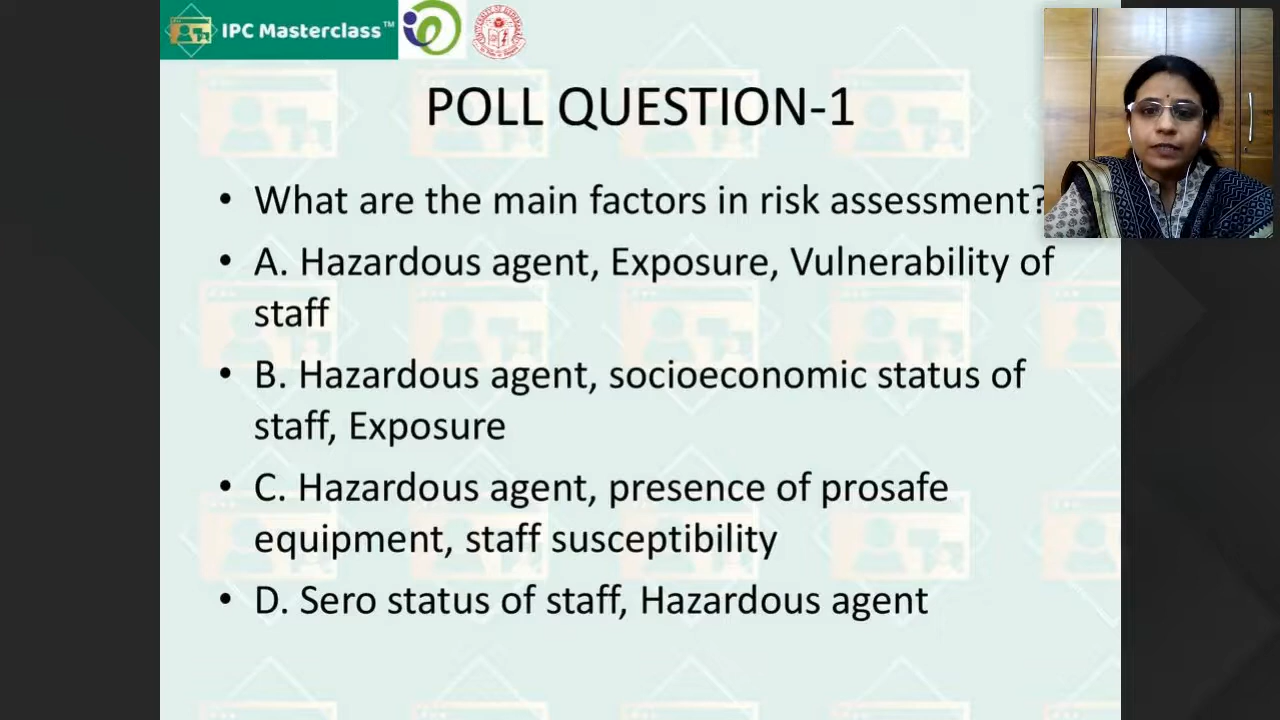 IPC Masterclass™
POLL QUESTION-1
• What are the main factors in risk assessment?
• A. Hazardous agent, Exposure, Vulnerability of
staff
• B. Hazardous agent, socioeconomic status of
staff, Exposure
• C. Hazardous agent, presence of prosafe
equipment, staff susceptibility
• D. Sero status of staff, Hazardous agent